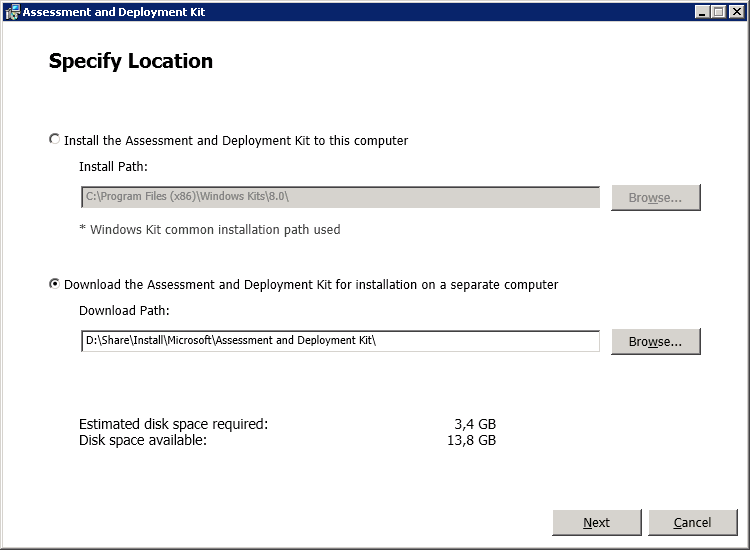 Assessment and Deployment Kit
Specify Location
Install the Assessment and Deployment Kit to this computer
Install Path:
C:\Program Files (x86)\Windows Kits\8.0\
Browse...
* Windows Kit common installation path used
Download the Assessment and Deployment Kit for installation on a separate computer
Download Path:
D:\Share\Install\Microsoft\Assessment and Deployment Kit\
Browse...
Estimated disk space required: 3,4 GB
Disk space available: 13,8 GB
Next Cancel